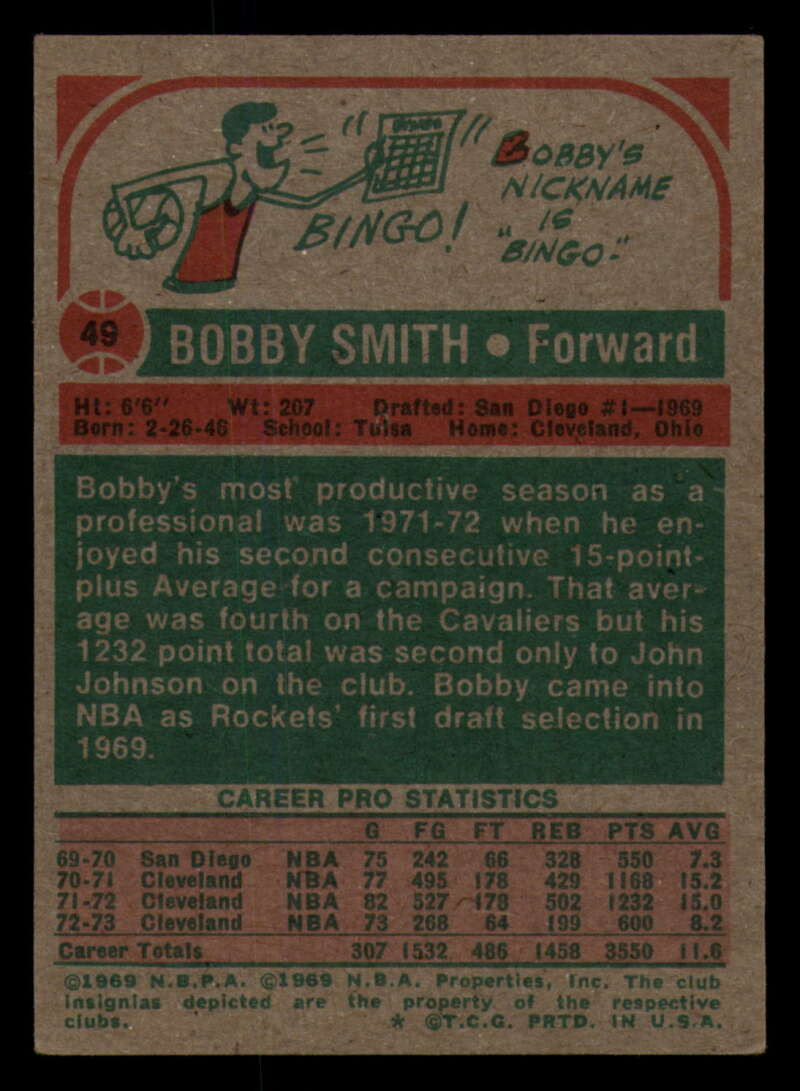 BOBBY'S
NICKNAME
IS
"BINGO."
BINGO!
49
BOBBY SMITH • Forward
Ht: 6'6" Wt: 207 Drafted: San Diego #1—1969
Born: 2-26-46 School: Tulsa Home: Cleveland, Ohio
Bobby's most productive season as a
professional was 1971-72 when he en-
joyed his second consecutive 15-point-
plus Average for a campaign. That aver-
age was fourth on the Cavaliers but his
1232 point total was second only to John
Johnson on the club. Bobby came into
NBA as Rockets' first draft selection in
1969.
CAREER PRO STATISTICS
G FG FT REB PTS AVG
69-70 San Diego NBA 75 242 66 328 550 7.3
70-71 Cleveland NBA 77 495 178 429 1168 15.2
71-72 Cleveland NBA 82 527 178 502 1232 15.0
72-73 Cleveland NBA 73 268 64 199 600 8.2
Career Totals 307 1532 486 1458 3550 11.6
©1969 N.B.P.A. ©1969 N.B.A. Properties, Inc. The club
insignias depicted are the property of the respective
clubs. * ©T.C.G. PRTD. IN U.S.A.